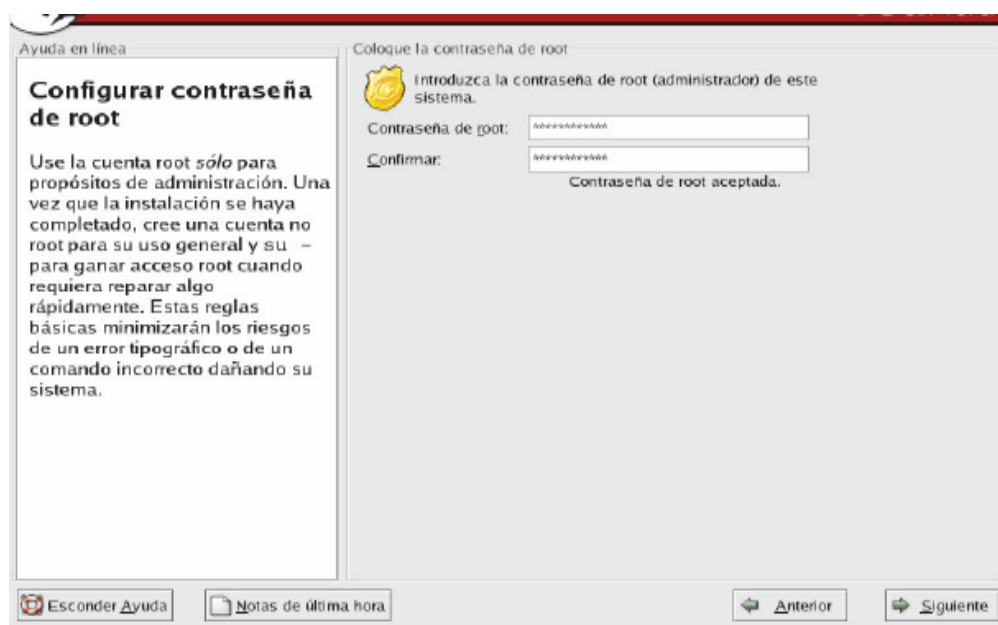 Ayuda en línea
Configurar contraseña
de root
Use la cuenta root sólo para
propósitos de administración. Una
vez que la instalación se haya
completado, cree una cuenta no
root para su uso general y su –
para ganar acceso root cuando
requiera reparar algo
rápidamente. Estas reglas
básicas minimizarán los riesgos
de un error tipográfico o de un
comando incorrecto dañando su
sistema.
Coloque la contraseña de root
Introduzca la contraseña de root (administrador) de este
sistema.
Contraseña de root: ************
Confirmar: ************
Contraseña de root aceptada.
Esconder Ayuda
Notas de última hora
Anterior
Siguiente